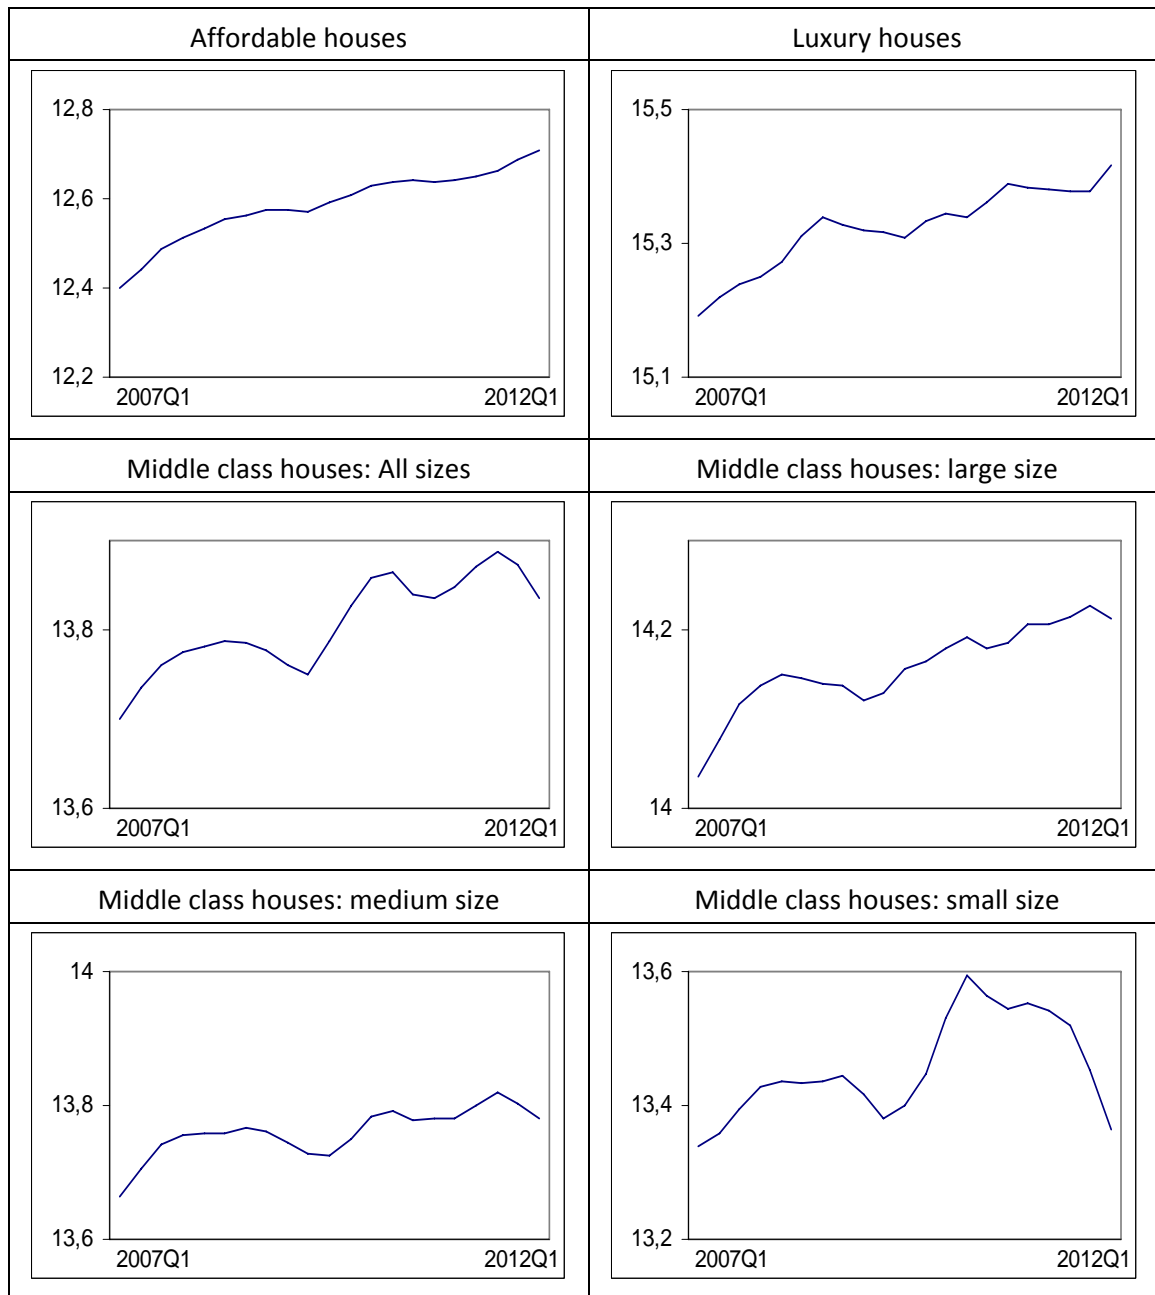 Affordable houses
Luxury houses
12,8
12,6
12,4
12,2
2007Q1 2012Q1
15,5
15,3
15,1
2007Q1 2012Q1
Middle class houses: All sizes
Middle class houses: large size
13,8
13,6
2007Q1 2012Q1
14,2
14
2007Q1 2012Q1
Middle class houses: medium size
Middle class houses: small size
14
13,8
13,6
2007Q1 2012Q1
13,6
13,4
13,2
2007Q1 2012Q1